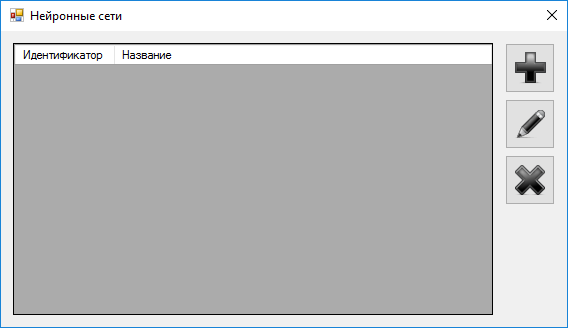 Нейронные сети
Идентификатор Название